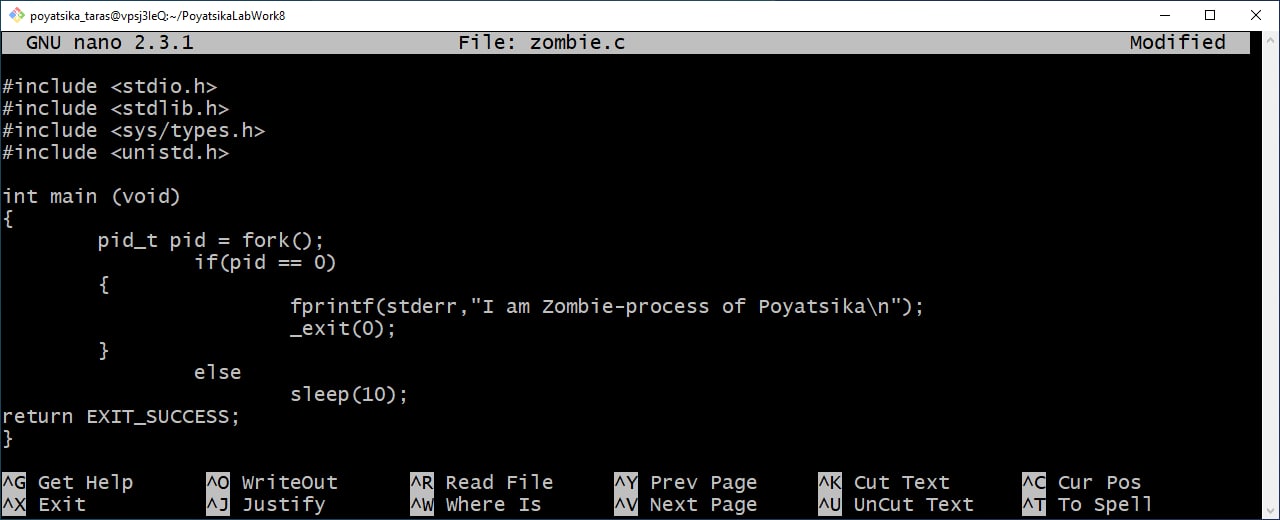 poyatsika_taras@vpsj3leQ:~/PoyatsikaLabWork8
GNU nano 2.3.1 File: zombie.c Modified
#include <stdio.h>
#include <stdlib.h>
#include <sys/types.h>
#include <unistd.h>
int main (void)
{
pid_t pid = fork();
if(pid == 0)
{
fprintf(stderr,"I am Zombie-process of Poyatsika\n");
_exit(0);
}
else
sleep(10);
return EXIT_SUCCESS;
}
^G Get Help ^O WriteOut ^R Read File ^Y Prev Page ^K Cut Text ^C Cur Pos
^X Exit ^J Justify ^W Where Is ^V Next Page ^U UnCut Text ^T To Spell